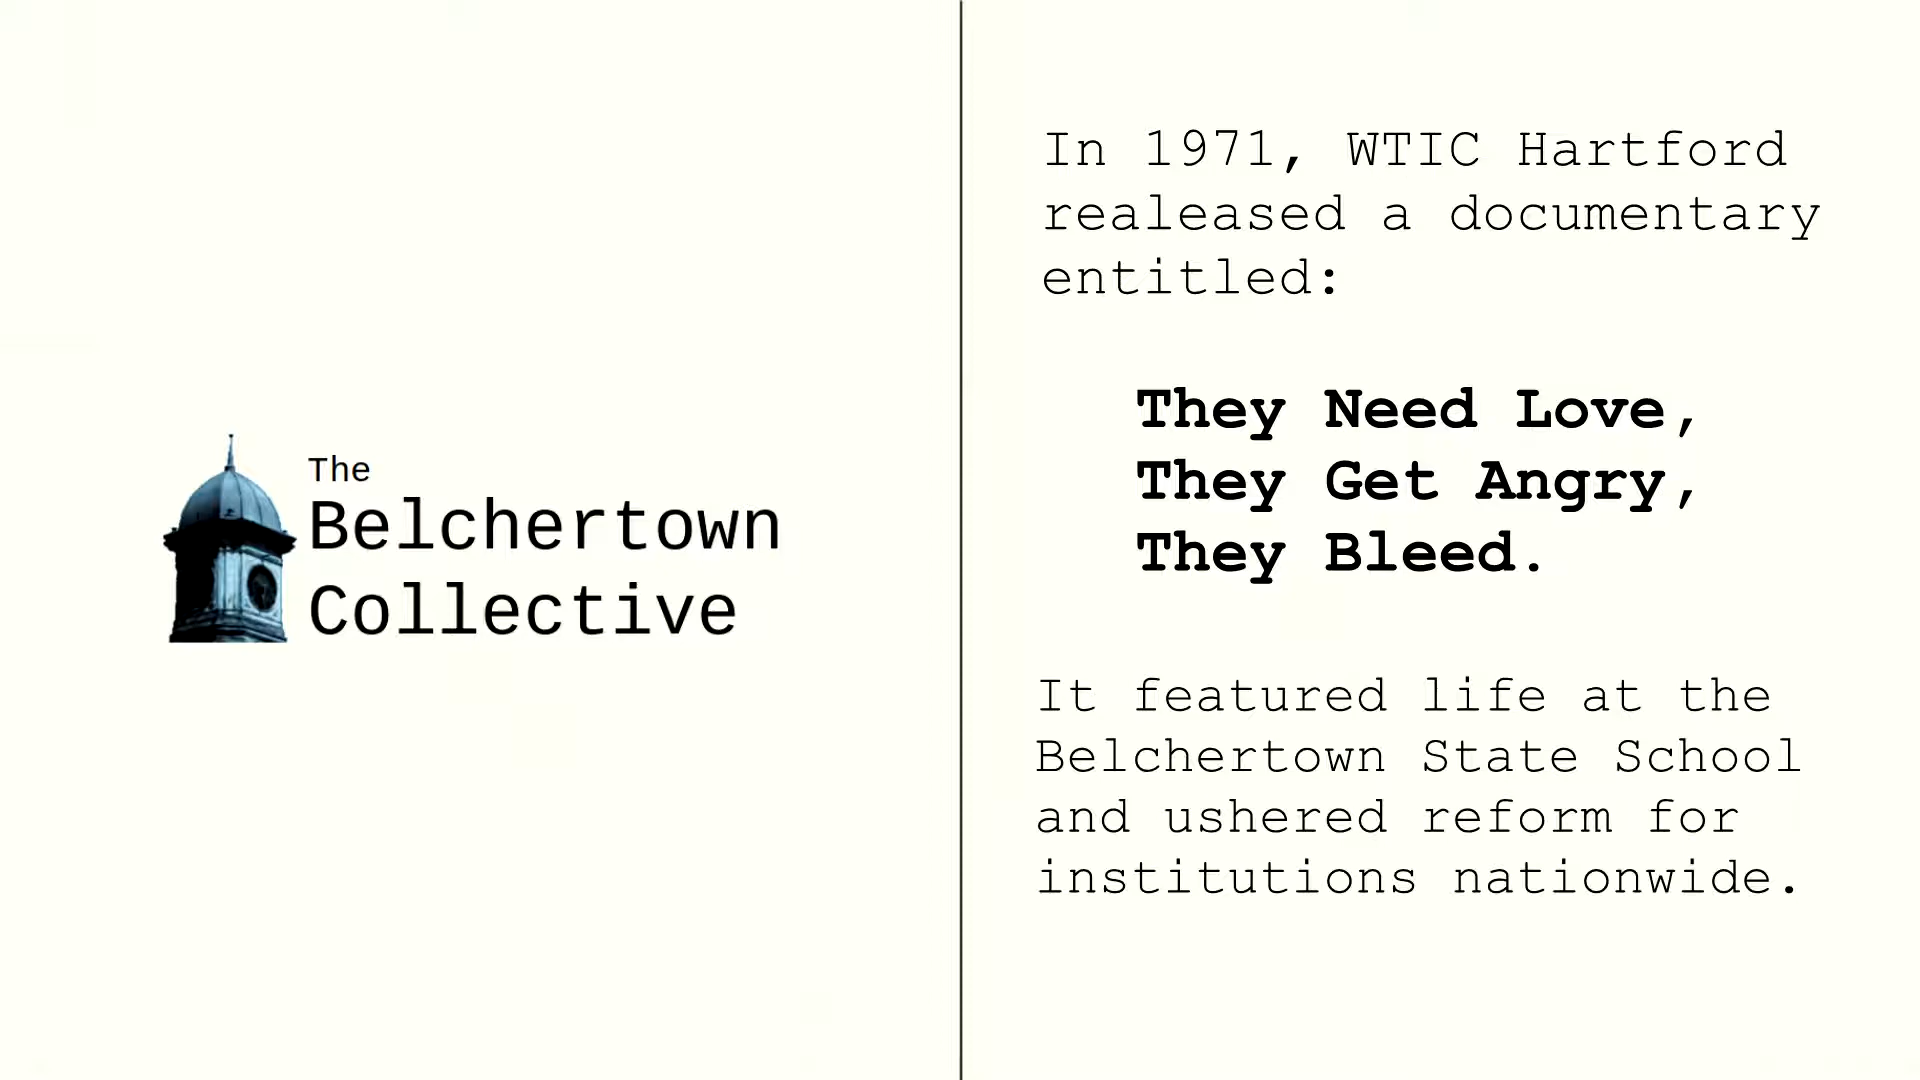 The
Belchertown
Collective
In 1971, WTIC Hartford
realeased a documentary
entitled:
They Need Love,
They Get Angry,
They Bleed.
It featured life at the
Belchertown State School
and ushered reform for
institutions nationwide.